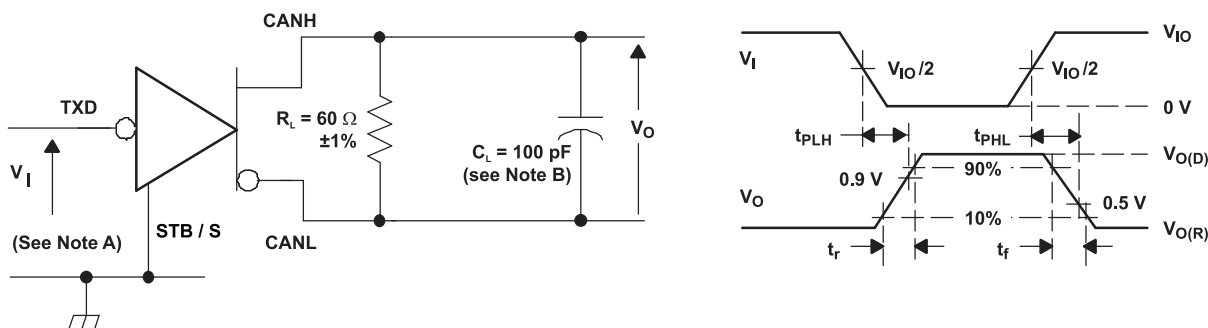 CANH
TXD
R_L = 60 Ω
±1%
C_L = 100 pF
(see Note B)
V_O
V_I
(See Note A)
STB / S
CANL
V_I
V_IO
V_IO/2
V_IO/2
0 V
t_PLH
t_PHL
V_O(D)
90%
0.9 V
V_O
0.5 V
10%
V_O(R)
t_r
t_f